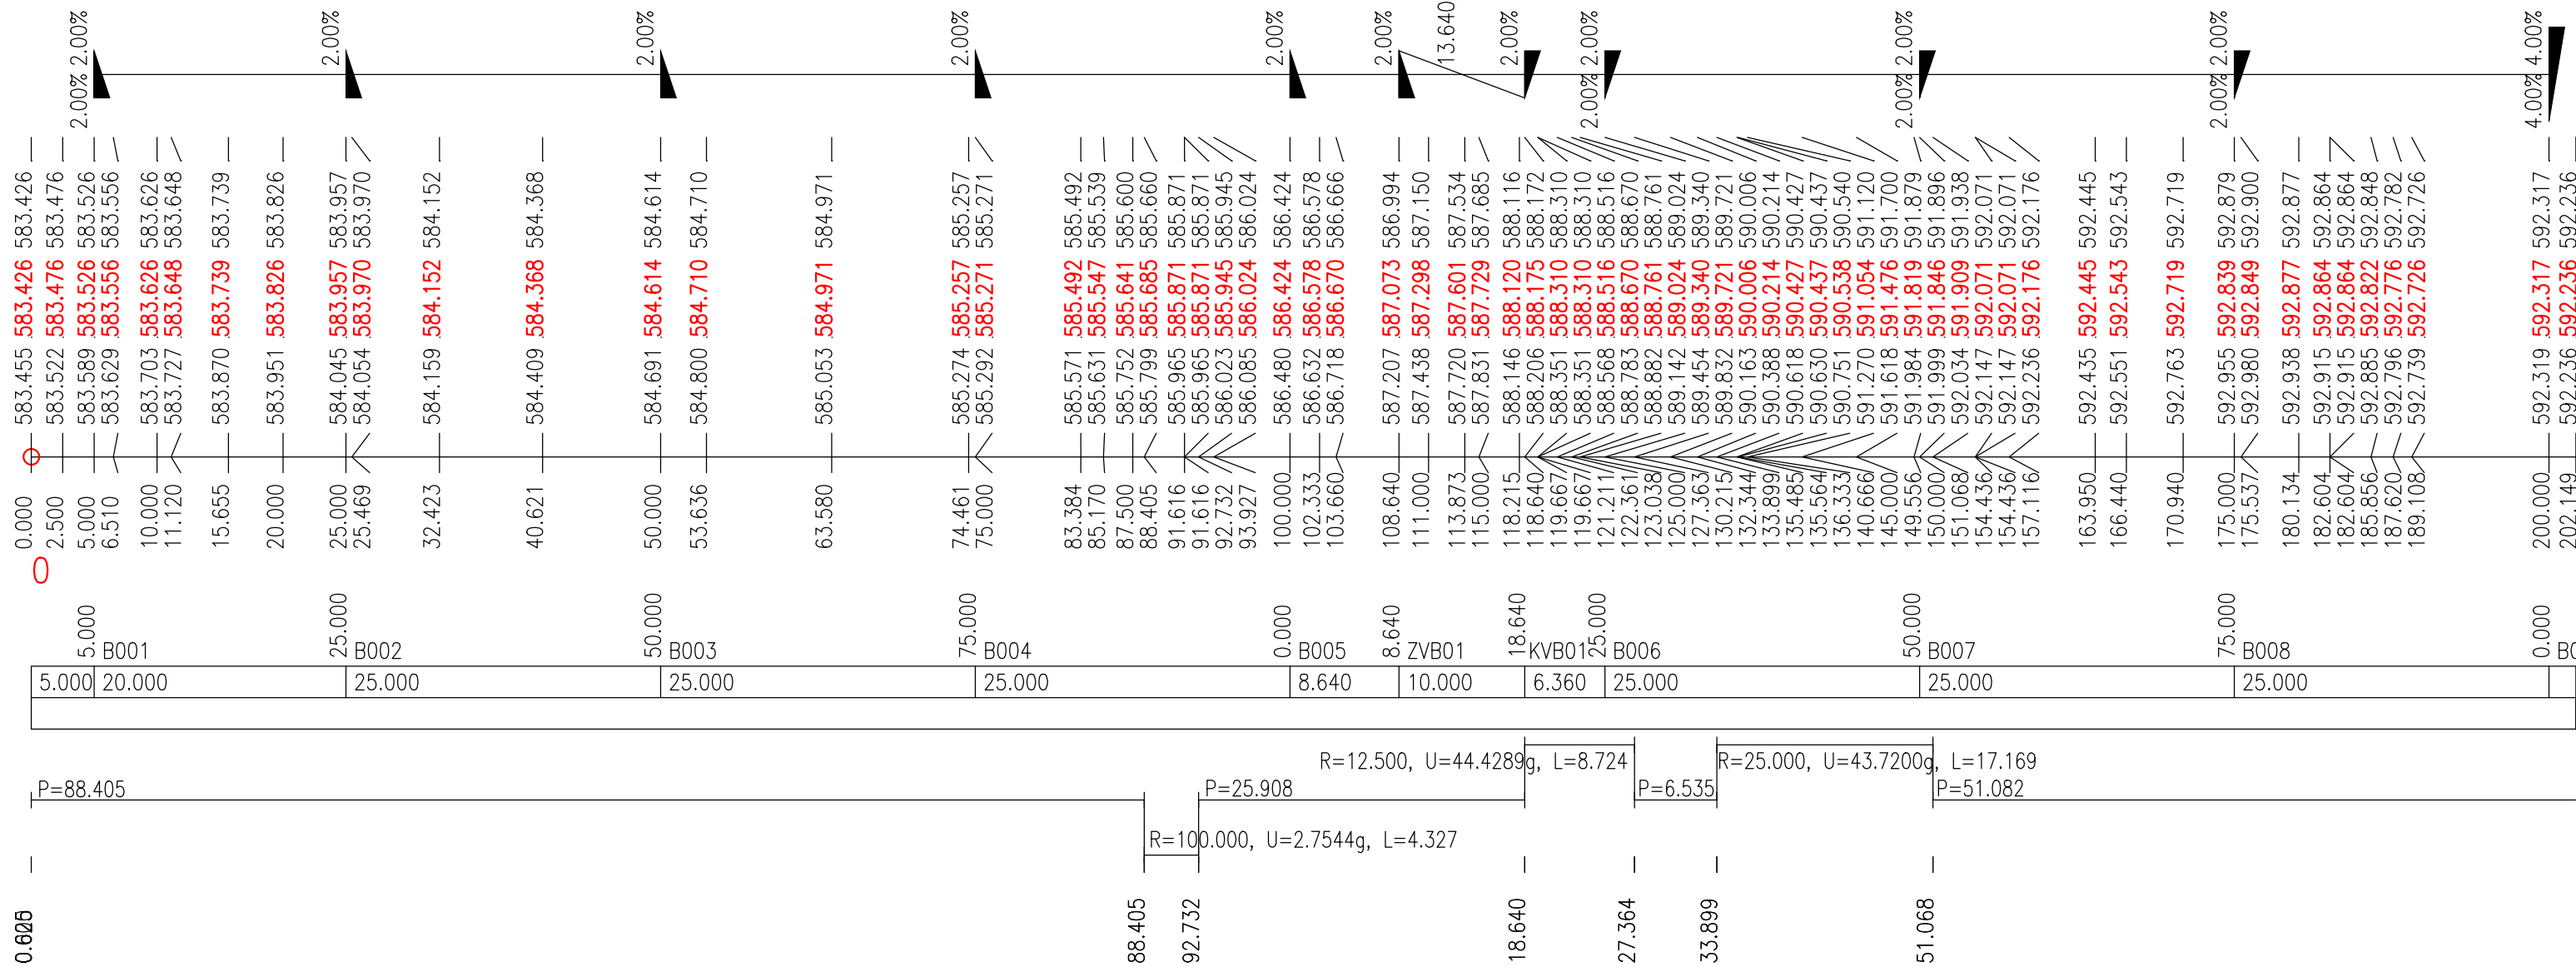 2.00% 2.00% 2.00% 2.00% 2.00% 2.00% 13.640 2.00% 2.00% 2.00% 2.00% 4.00%
2.00% 2.00% 2.00% 2.00% 4.00%
583.426 583.476 583.526 583.556 583.626 583.648 583.739 583.826 583.957 583.970 584.152 584.368 584.614 584.710 584.971 585.257 585.271 585.492 585.539 585.600 585.660 585.871 585.871 585.945 586.024 586.424 586.578 586.666 586.994 587.150 587.534 587.685 588.116 588.172 588.310 588.310 588.516 588.670 588.761 589.024 589.340 589.721 590.006 590.214 590.427 590.437 590.540 591.120 591.700 591.879 591.896 591.938 592.071 592.071 592.176 592.445 592.543 592.719 592.879 592.900 592.877 592.864 592.864 592.848 592.782 592.726 592.317 592.236
583.426 583.476 583.526 583.556 583.626 583.648 583.739 583.826 583.957 583.970 584.152 584.368 584.614 584.710 584.971 585.257 585.271 585.492 585.547 585.641 585.685 585.871 585.871 585.945 586.024 586.424 586.578 586.670 587.073 587.298 587.601 587.729 588.120 588.175 588.310 588.310 588.516 588.670 588.761 589.024 589.340 589.721 590.006 590.214 590.427 590.437 590.538 591.054 591.476 591.819 591.846 591.909 592.071 592.071 592.176 592.445 592.543 592.719 592.839 592.849 592.877 592.864 592.864 592.822 592.776 592.726 592.317 592.236
583.455 583.522 583.589 583.629 583.703 583.727 583.870 583.951 584.045 584.054 584.159 584.409 584.691 584.800 585.053 585.274 585.292 585.571 585.631 585.752 585.799 585.965 585.965 586.023 586.085 586.480 586.632 586.718 587.207 587.438 587.720 587.831 588.146 588.206 588.351 588.351 588.568 588.783 588.882 589.142 589.454 589.832 590.163 590.388 590.618 590.630 590.751 591.270 591.618 591.984 591.999 592.034 592.147 592.147 592.236 592.435 592.551 592.763 592.955 592.980 592.938 592.915 592.915 592.885 592.796 592.739 592.319 592.236
0.000 2.500 5.000 6.510 10.000 11.120 15.655 20.000 25.000 25.469 32.423 40.621 50.000 53.636 63.580 74.461 75.000 83.384 85.170 87.500 88.405 91.616 91.616 92.732 93.927 100.000 102.333 103.660 108.640 111.000 113.873 115.000 118.215 118.640 119.667 119.667 121.211 122.361 123.038 125.000 127.363 130.215 132.344 133.899 135.485 135.564 136.333 140.666 145.000 149.556 150.000 151.068 154.436 154.436 157.116 163.950 166.440 170.940 175.000 175.537 180.134 182.604 182.604 185.856 187.620 189.108 200.000 202.149
0
5.000 25.000 50.000 75.000 0.000 8.640 18.640 25.000 50.000 75.000 0.000
B001 B002 B003 B004 B005 ZVB01 KVB01 B006 B007 B008
5.000 20.000 25.000 25.000 25.000 8.640 10.000 6.360 25.000 25.000 25.000
R=12.500, U=44.4289g, L=8.724 R=25.000, U=43.7200g, L=17.169
P=88.405 P=25.908 P=6.535 P=51.082
R=100.000, U=2.7544g, L=4.327
88.405 92.732 18.640 27.364 33.899 51.068